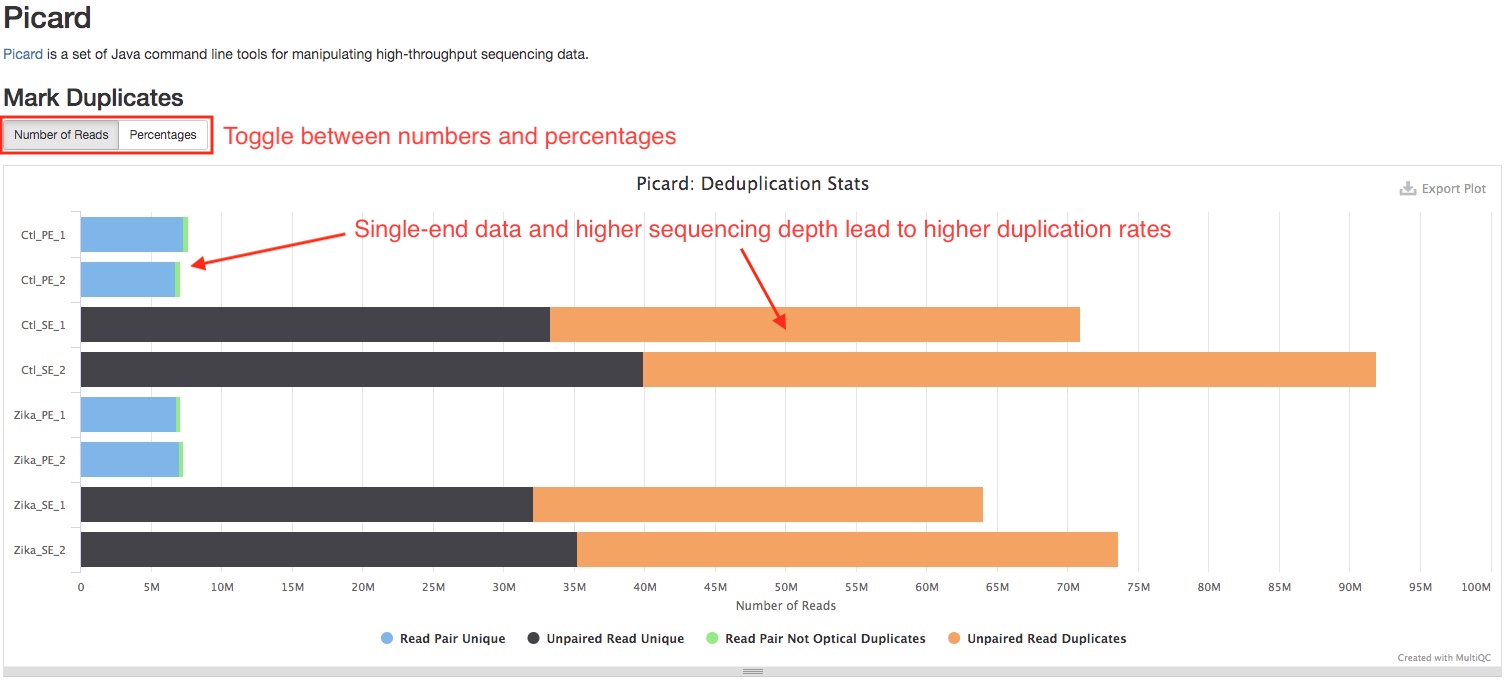 Picard
Picard is a set of Java command line tools for manipulating high-throughput sequencing data.
Mark Duplicates
Number of Reads Percentages Toggle between numbers and percentages
Picard: Deduplication Stats
Export Plot
Single-end data and higher sequencing depth lead to higher duplication rates
Ctl_PE_1
Ctl_PE_2
Ctl_SE_1
Ctl_SE_2
Zika_PE_1
Zika_PE_2
Zika_SE_1
Zika_SE_2
0 5M 10M 15M 20M 25M 30M 35M 40M 45M 50M 55M 60M 65M 70M 75M 80M 85M 90M 95M 100M
Number of Reads
Read Pair Unique Unpaired Read Unique Read Pair Not Optical Duplicates Unpaired Read Duplicates
Created with MultiQC